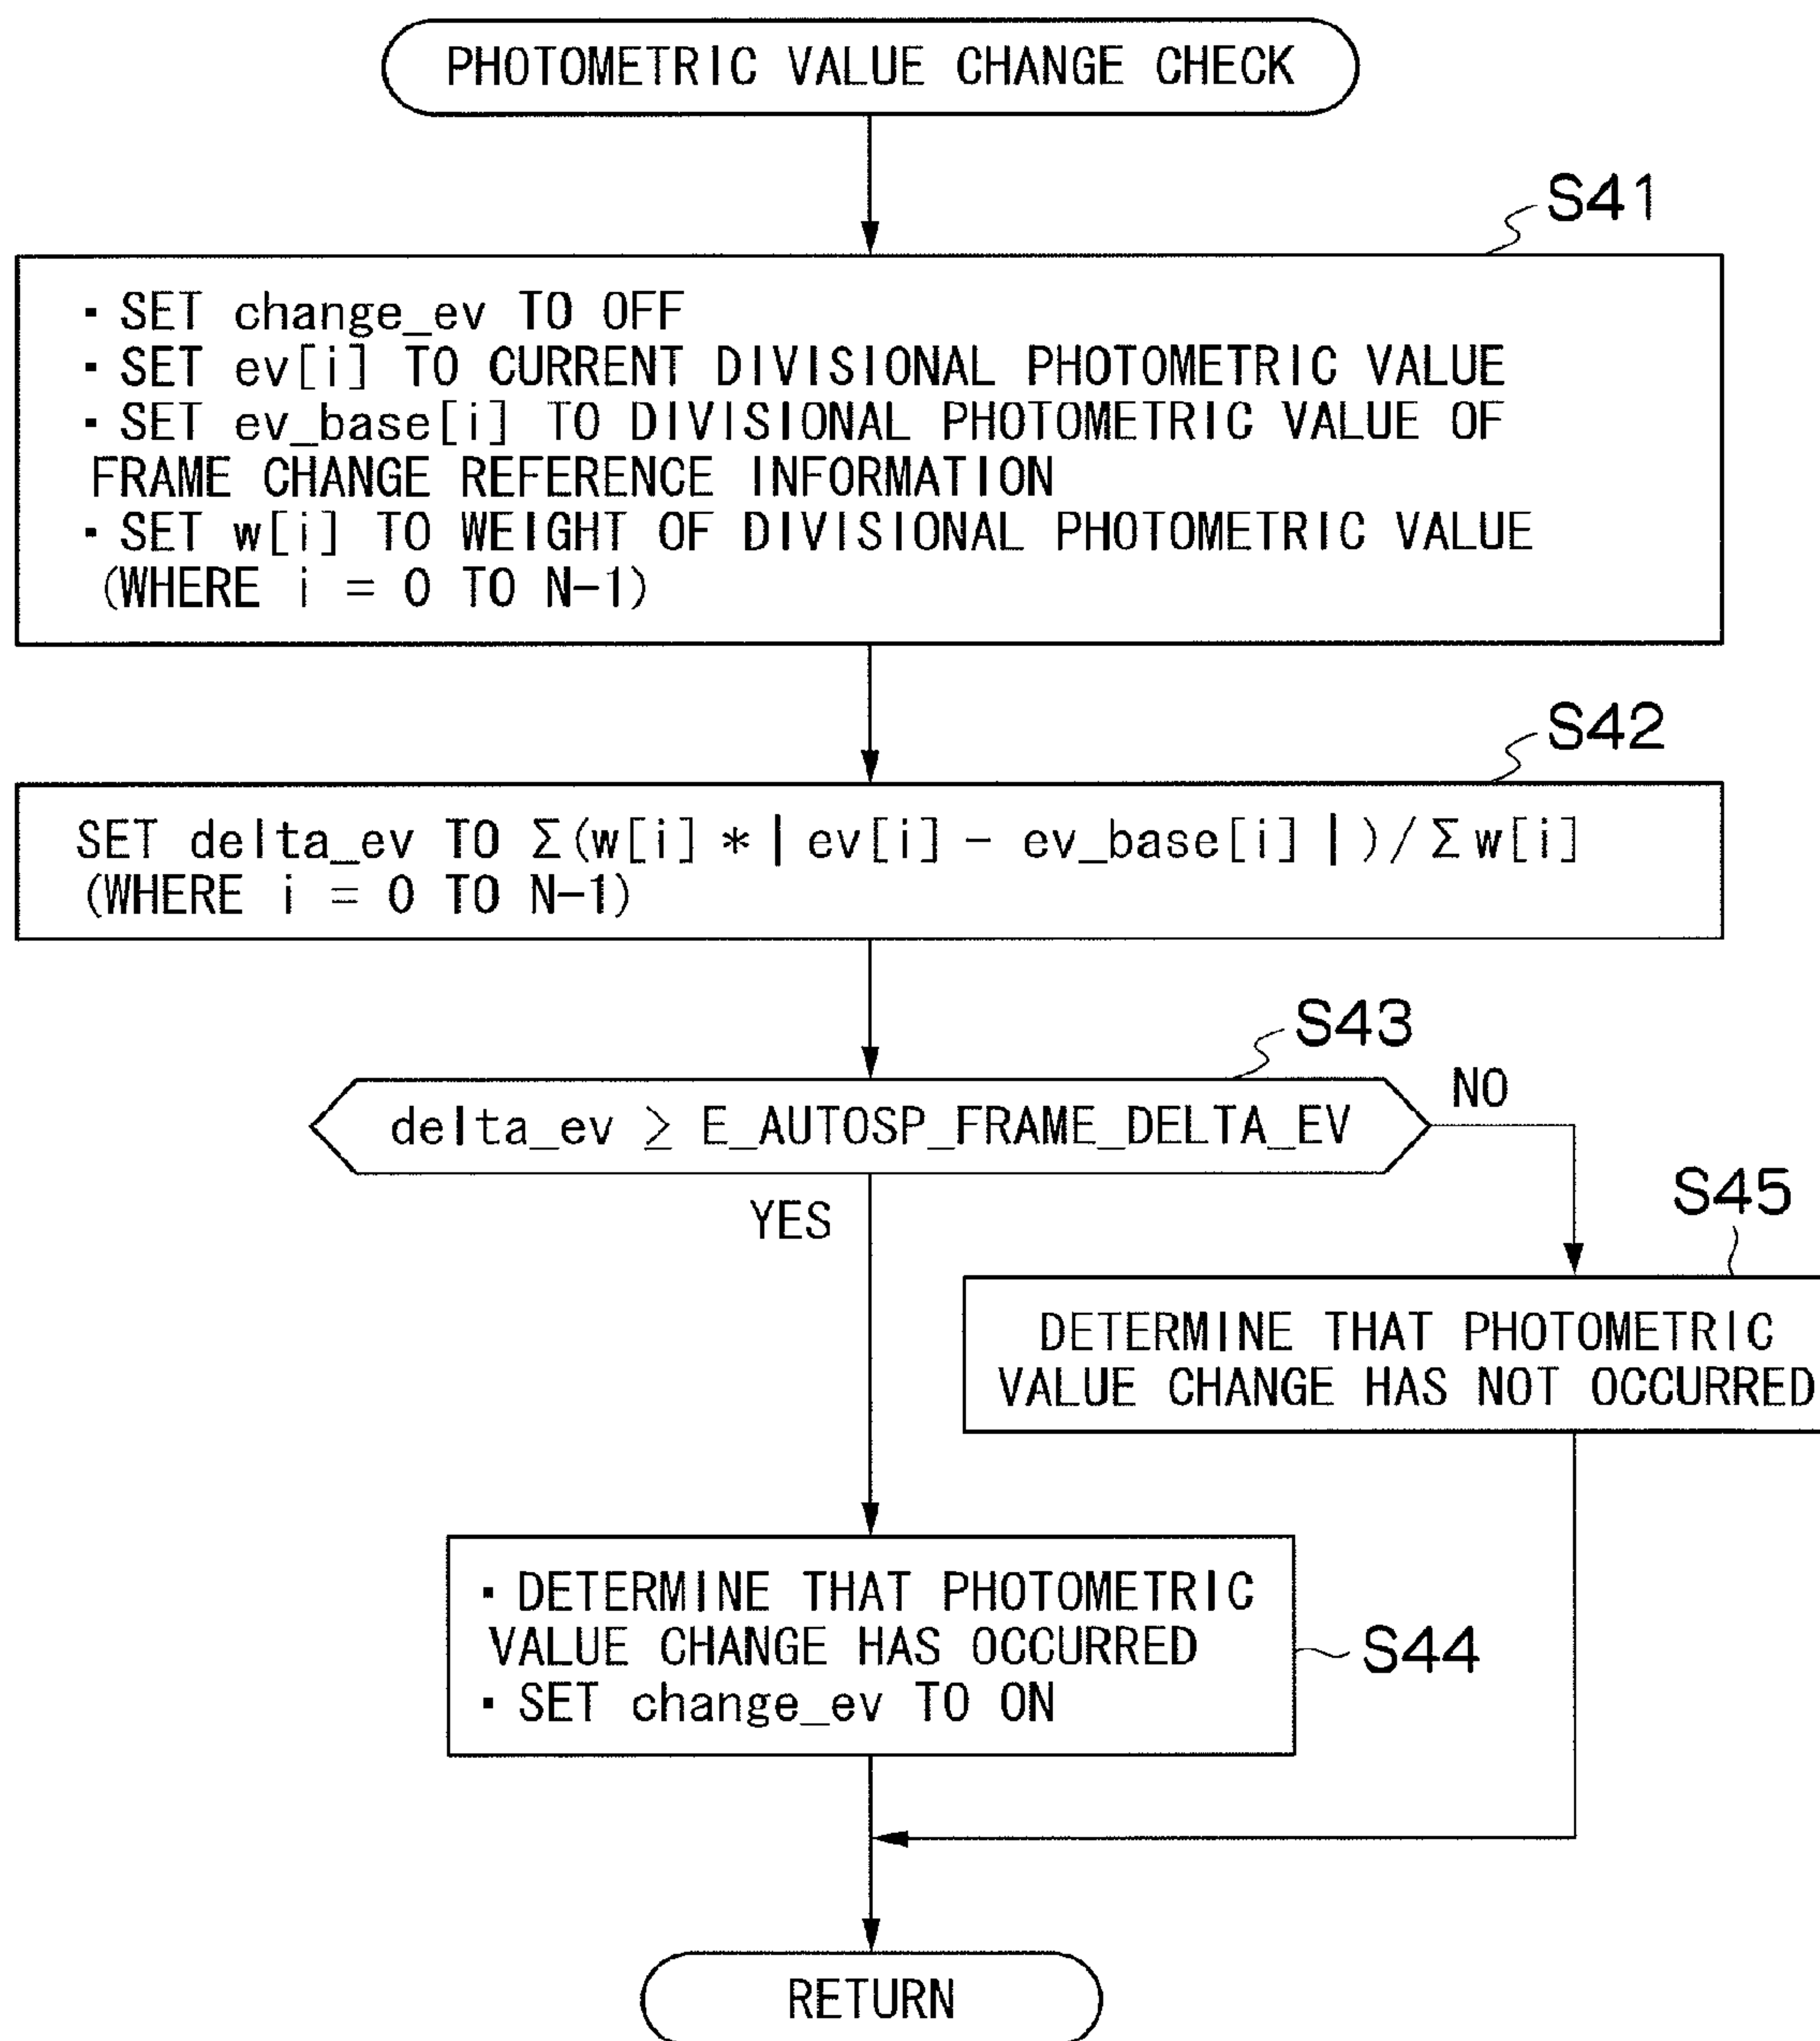 PHOTOMETRIC VALUE CHANGE CHECK
S41
・SET change_ev TO OFF
・SET ev[i] TO CURRENT DIVISIONAL PHOTOMETRIC VALUE
・SET ev_base[i] TO DIVISIONAL PHOTOMETRIC VALUE OF
FRAME CHANGE REFERENCE INFORMATION
・SET w[i] TO WEIGHT OF DIVISIONAL PHOTOMETRIC VALUE
(WHERE i = 0 TO N-1)
S42
SET delta_ev TO Σ(w[i] * | ev[i] - ev_base[i] | )/Σw[i]
(WHERE i = 0 TO N-1)
S43
delta_ev ≥ E_AUTOSP_FRAME_DELTA_EV
NO
YES
S45
DETERMINE THAT PHOTOMETRIC
VALUE CHANGE HAS NOT OCCURRED
・DETERMINE THAT PHOTOMETRIC
VALUE CHANGE HAS OCCURRED
・SET change_ev TO ON
S44
RETURN